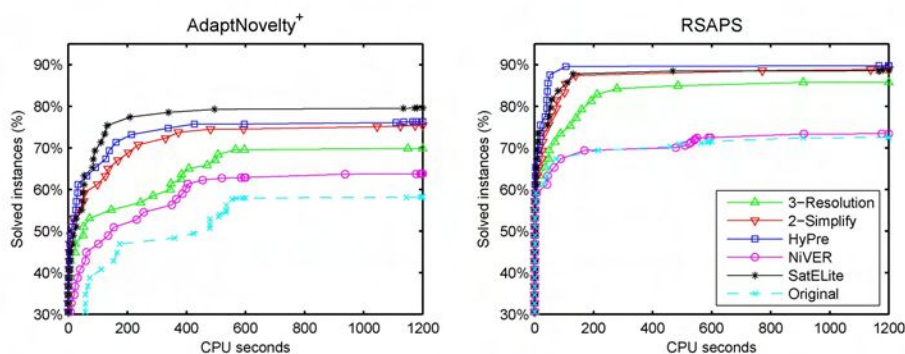 AdaptNovelty+
90%
80%
70%
60%
50%
40%
30%
Solved instances (%)
0 200 400 600 800 1000 1200
CPU seconds
RSAPS
90%
80%
70%
60%
50%
40%
30%
Solved instances (%)
0 200 400 600 800 1000 1200
CPU seconds
3-Resolution
2-Simplify
HyPre
NiVER
SatELite
Original